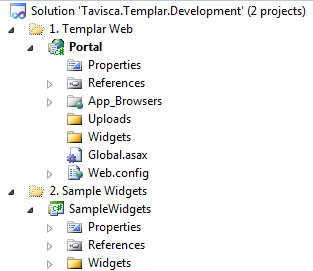 Solution 'Tavisca.Templar.Development' (2 projects)
1. Templar Web
Portal
Properties
References
App_Browsers
Uploads
Widgets
Global.asax
Web.config
2. Sample Widgets
SampleWidgets
Properties
References
Widgets